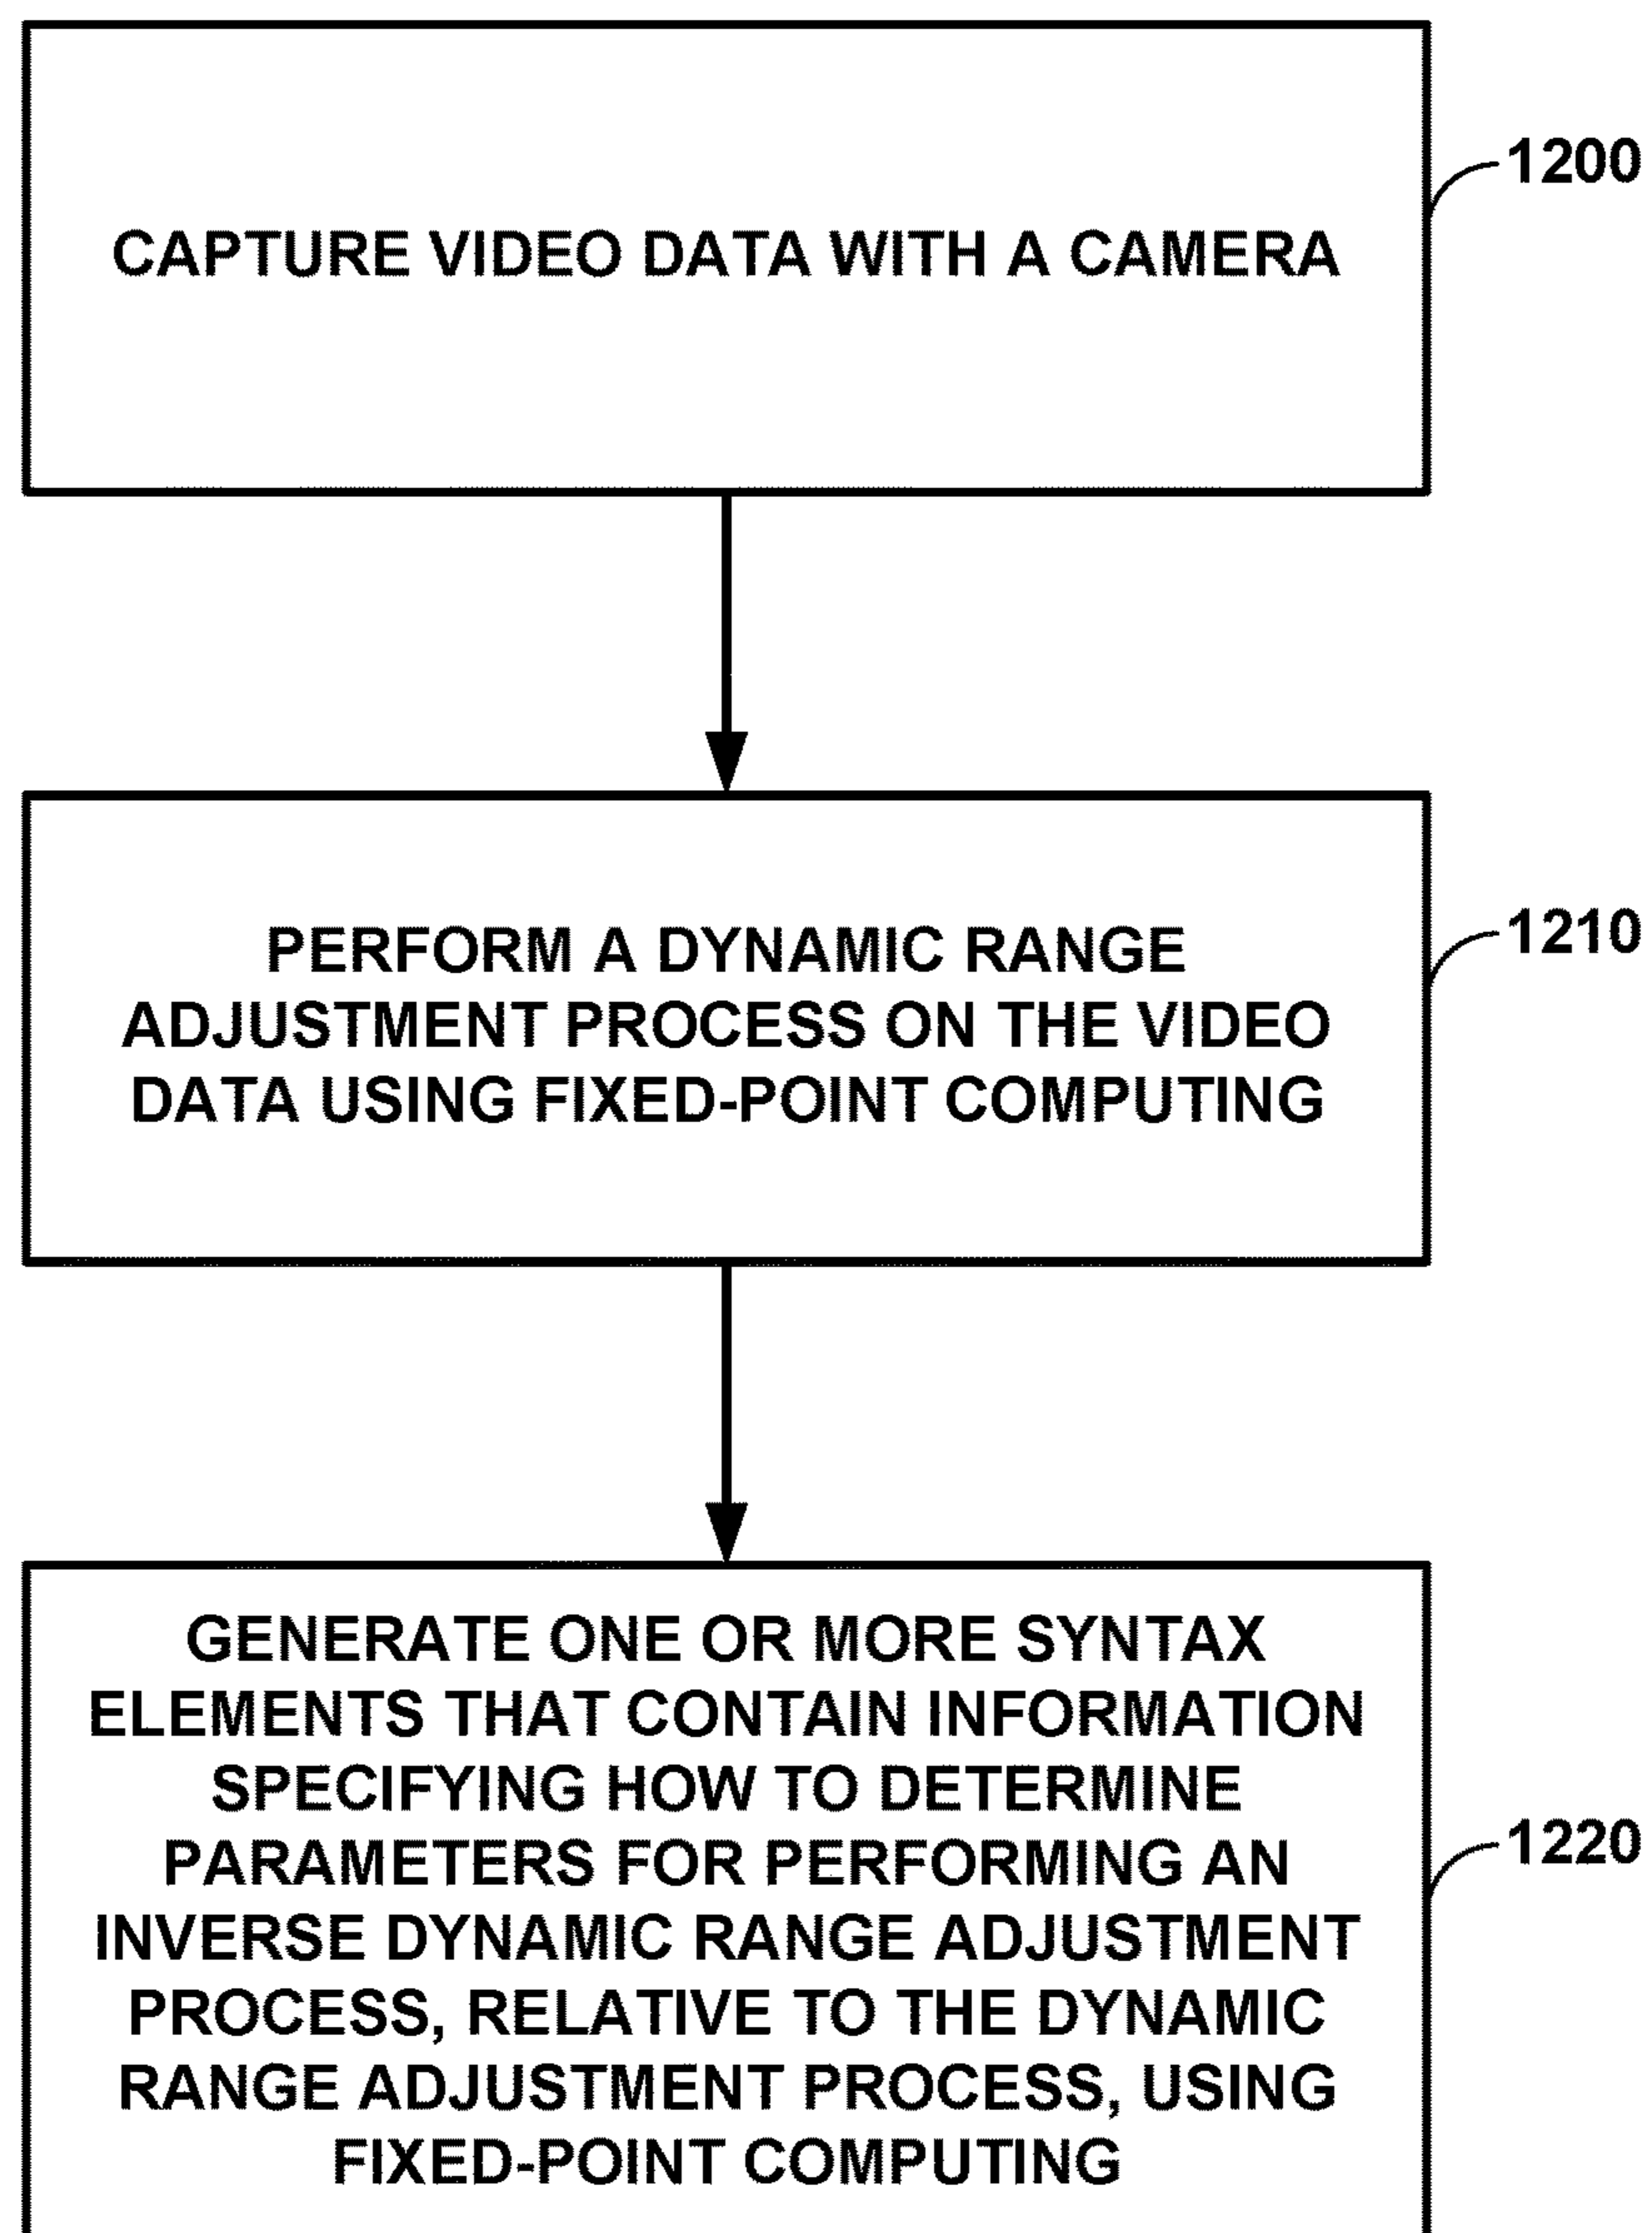 CAPTURE VIDEO DATA WITH A CAMERA
1200
PERFORM A DYNAMIC RANGE
ADJUSTMENT PROCESS ON THE VIDEO
DATA USING FIXED-POINT COMPUTING
1210
GENERATE ONE OR MORE SYNTAX
ELEMENTS THAT CONTAIN INFORMATION
SPECIFYING HOW TO DETERMINE
PARAMETERS FOR PERFORMING AN
INVERSE DYNAMIC RANGE ADJUSTMENT
PROCESS, RELATIVE TO THE DYNAMIC
RANGE ADJUSTMENT PROCESS, USING
FIXED-POINT COMPUTING
1220